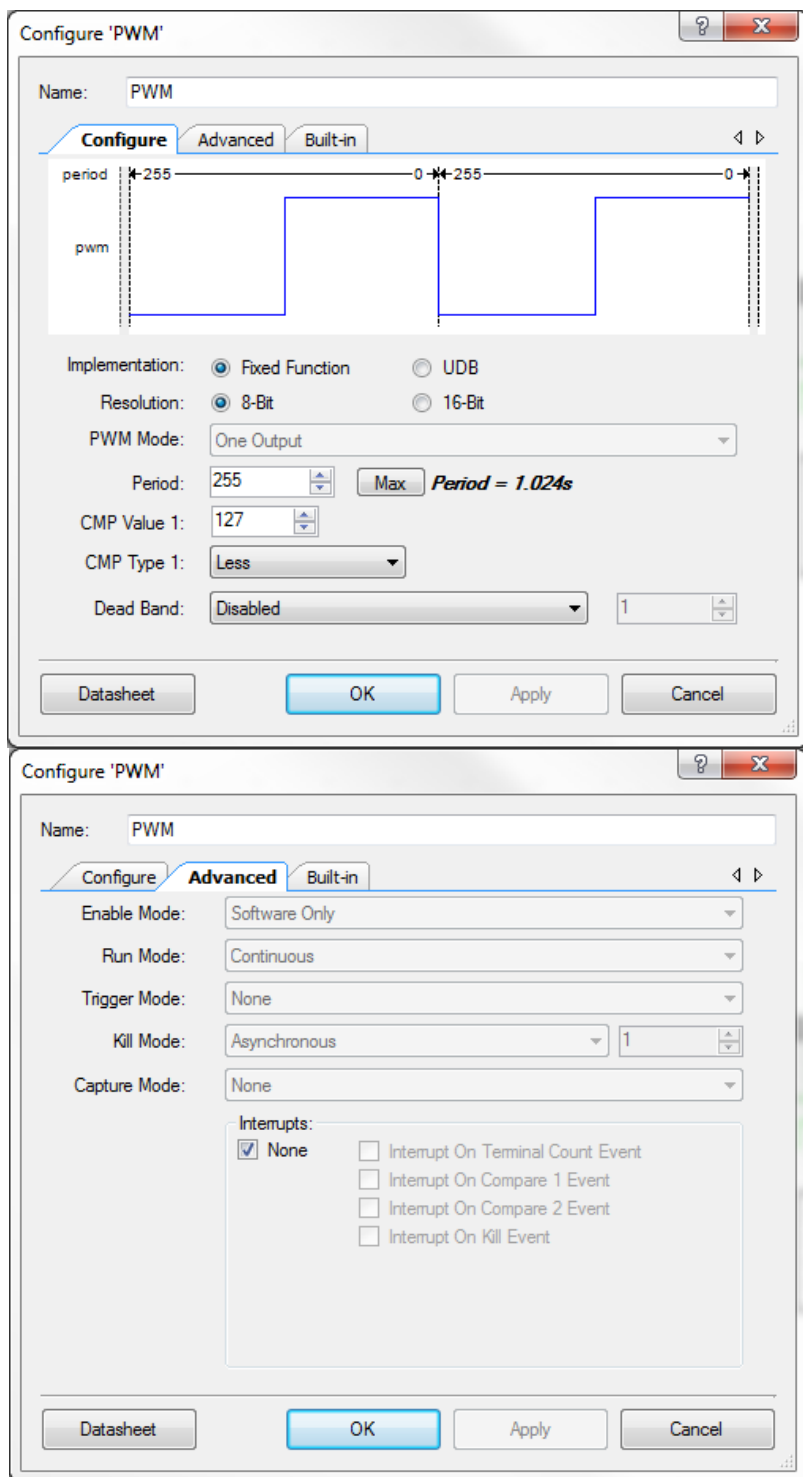 Configure 'PWM'
Name: PWM
Configure Advanced Built-in
period 255 0 255 0
pwm
Implementation: Fixed Function UDB
Resolution: 8-Bit 16-Bit
PWM Mode: One Output
Period: 255 Max Period = 1.024s
CMP Value 1: 127
CMP Type 1: Less
Dead Band: Disabled 1
Datasheet OK Apply Cancel
Configure 'PWM'
Name: PWM
Configure Advanced Built-in
Enable Mode: Software Only
Run Mode: Continuous
Trigger Mode: None
Kill Mode: Asynchronous 1
Capture Mode: None
Interrupts:
None Interrupt On Terminal Count Event
Interrupt On Compare 1 Event
Interrupt On Compare 2 Event
Interrupt On Kill Event
Datasheet OK Apply Cancel